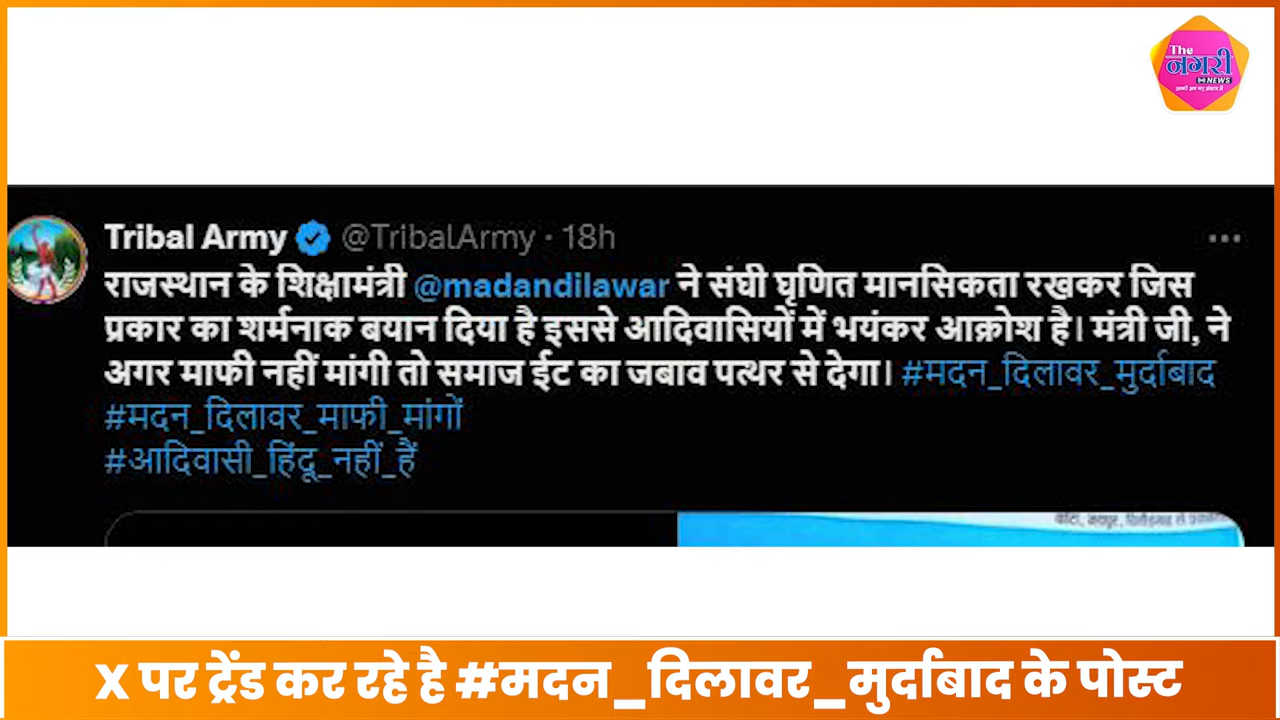 The
नगरी
NEWS
Tribal Army @TribalArmy · 18h
राजस्थान के शिक्षामंत्री @madandilawar ने संघी घृणित मानसिकता रखकर जिस
प्रकार का शर्मनाक बयान दिया है इससे आदिवासियों में भयंकर आक्रोश है। मंत्री जी, ने
अगर माफी नहीं मांगी तो समाज ईट का जबाव पत्थर से देगा। #मदन_दिलावर_मुर्दाबाद
#मदन_दिलावर_माफी_मांगों
#आदिवासी_हिंदू_नहीं_हैं
X पर ट्रेंड कर रहे है #मदन_दिलावर_मुर्दाबाद के पोस्ट